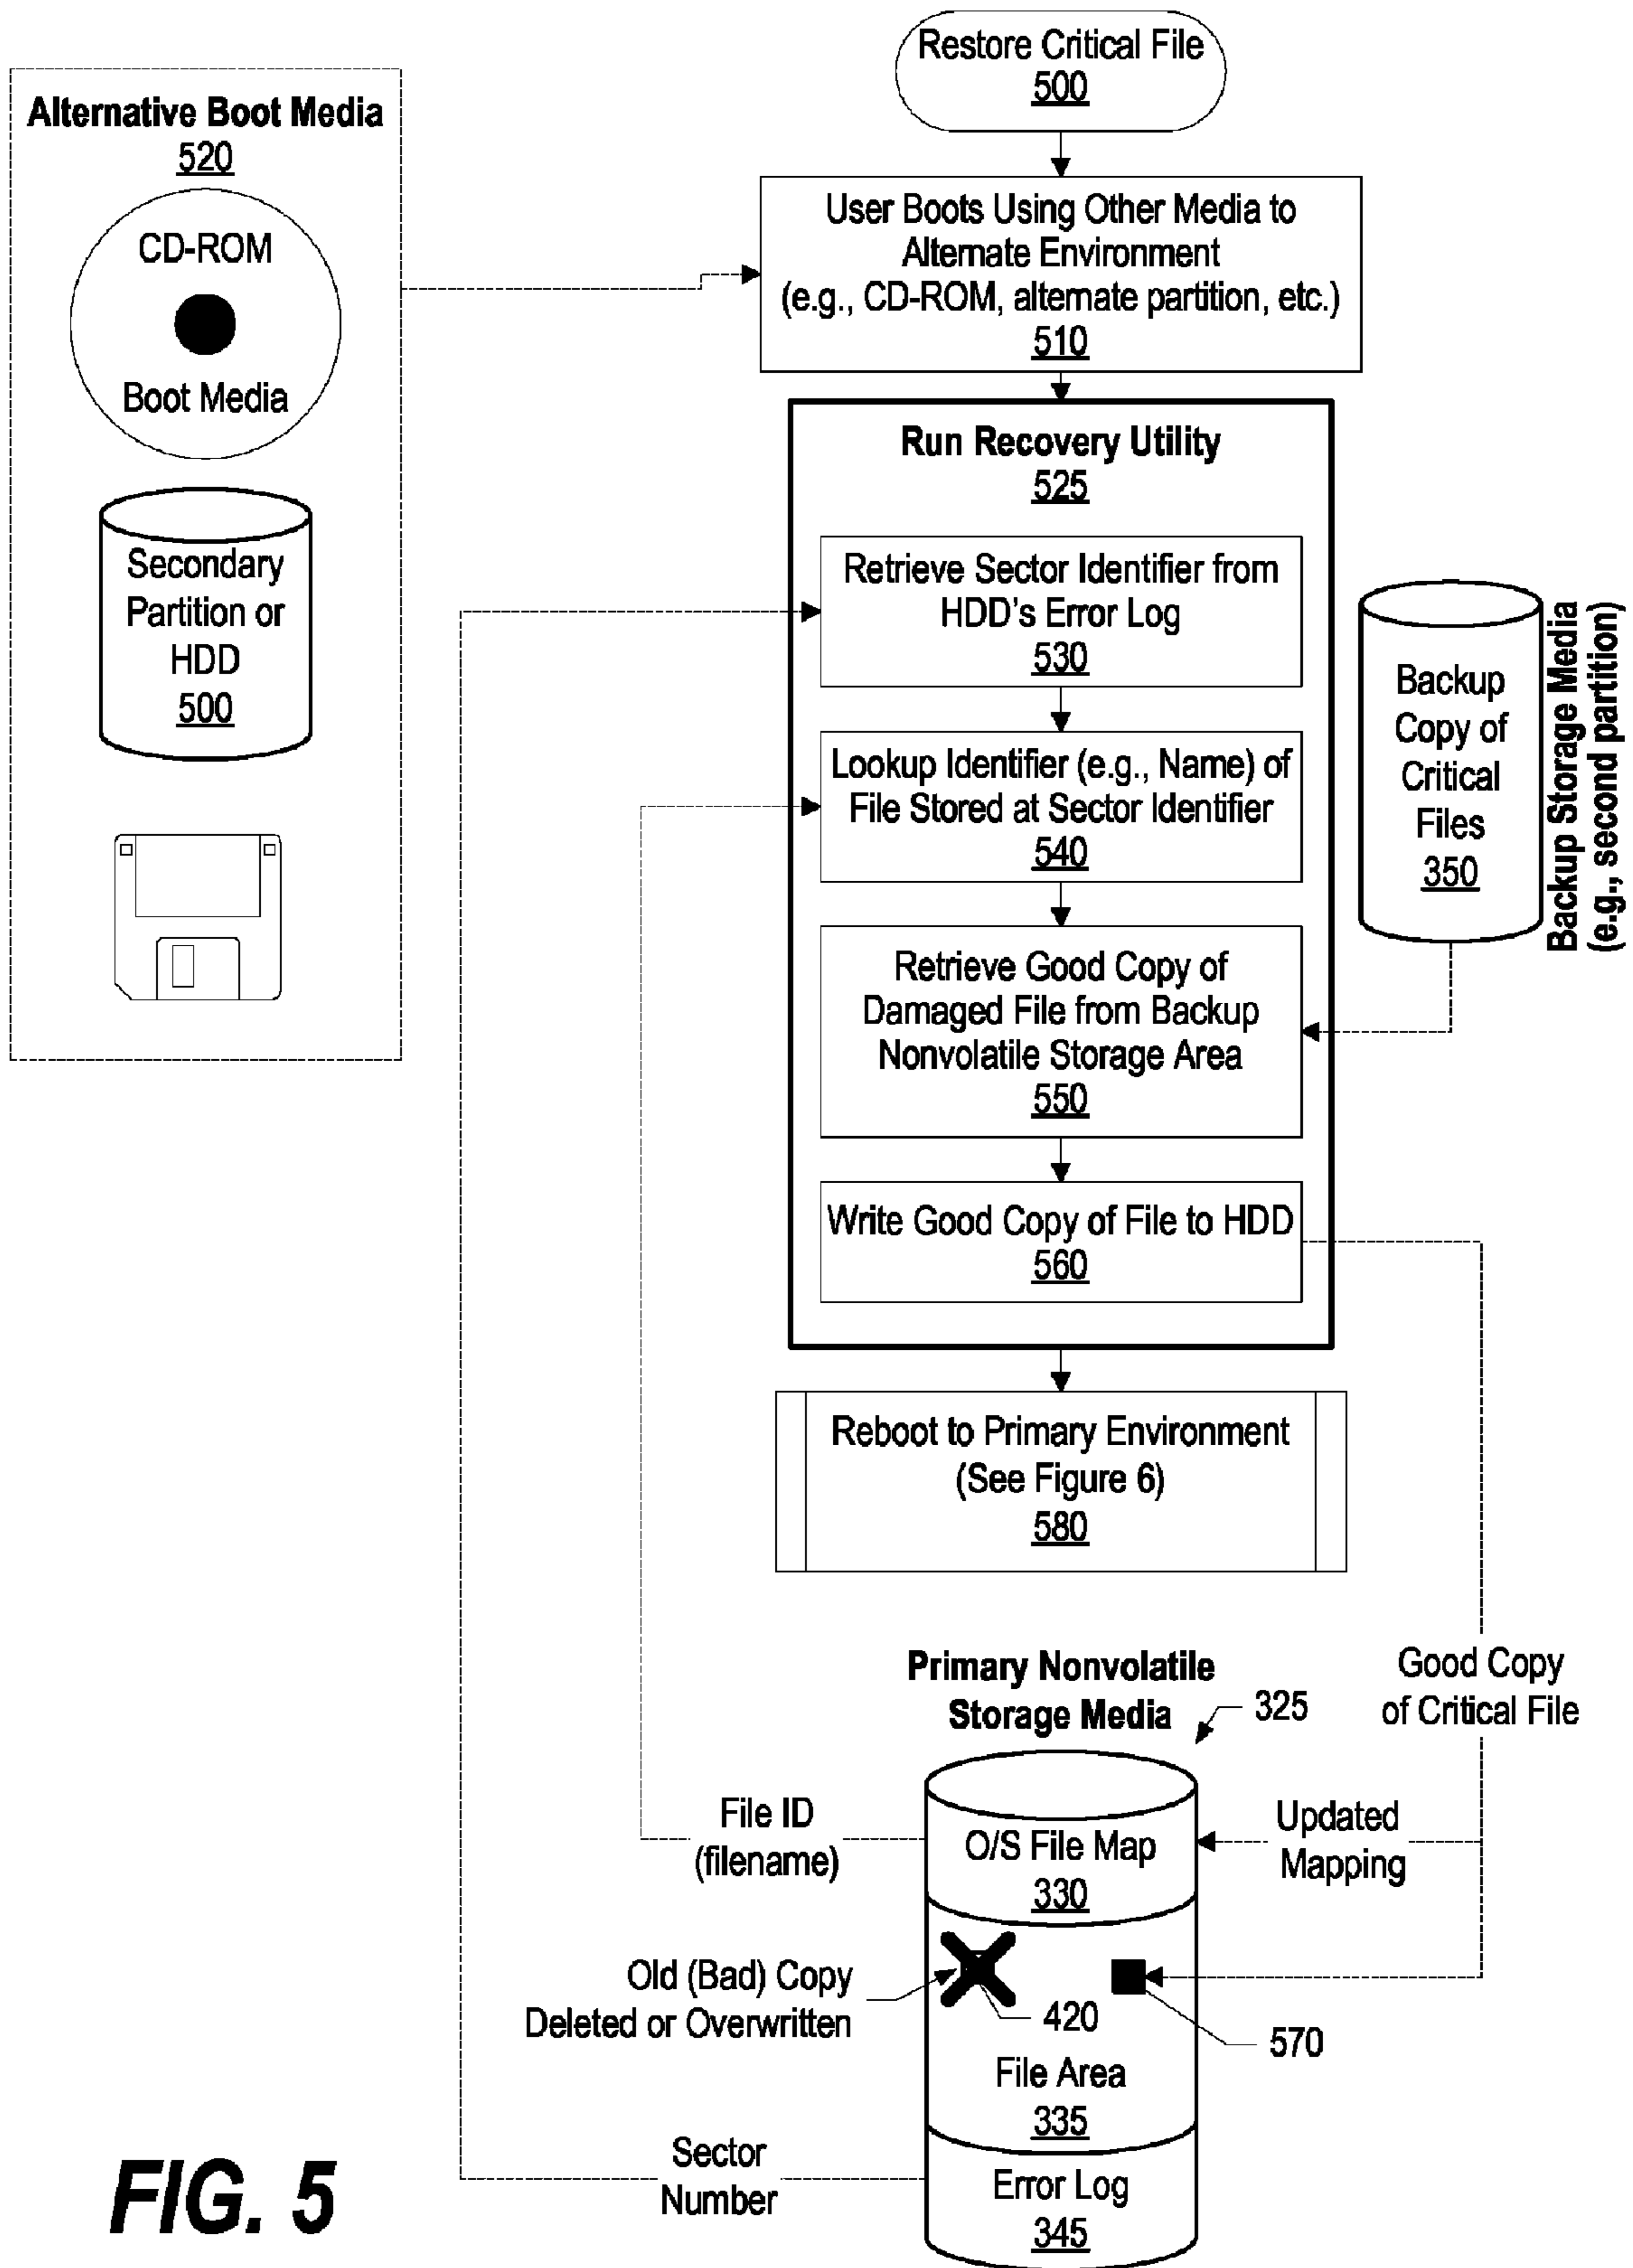 Restore Critical File
500
Alternative Boot Media
520
CD-ROM
Boot Media
Secondary
Partition or
HDD
500
User Boots Using Other Media to
Alternate Environment
(e.g., CD-ROM, alternate partition, etc.)
510
Run Recovery Utility
525
Retrieve Sector Identifier from
HDD's Error Log
530
Lookup Identifier (e.g., Name) of
File Stored at Sector Identifier
540
Retrieve Good Copy of
Damaged File from Backup
Nonvolatile Storage Area
550
Write Good Copy of File to HDD
560
Backup
Copy of
Critical
Files
350
Backup Storage Media
(e.g., second partition)
Reboot to Primary Environment
(See Figure 6)
580
Primary Nonvolatile
Storage Media
325
Good Copy
of Critical File
File ID
(filename)
O/S File Map
330
Updated
Mapping
Old (Bad) Copy
Deleted or Overwritten
420
570
File Area
335
Sector
Number
Error Log
345
FIG. 5